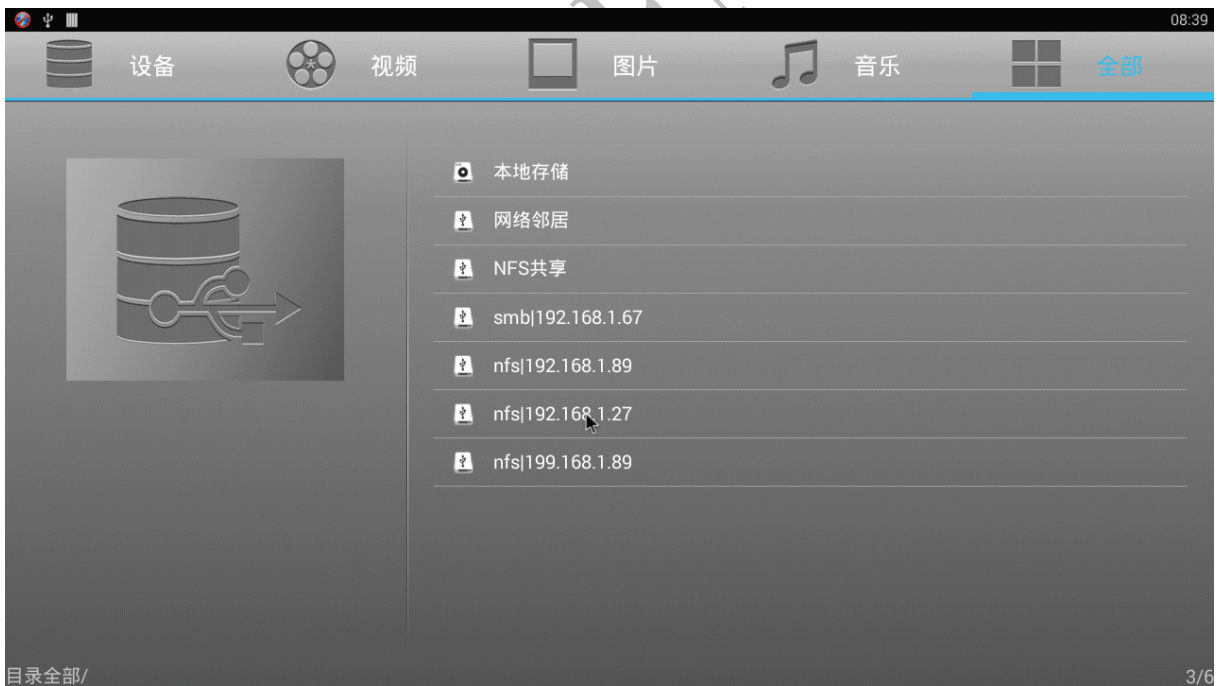 08:39
设备 视频 图片 音乐 全部
本地存储
网络邻居
NFS共享
smb|192.168.1.67
nfs|192.168.1.89
nfs|192.168.1.27
nfs|199.168.1.89
目录全部/ 3/6